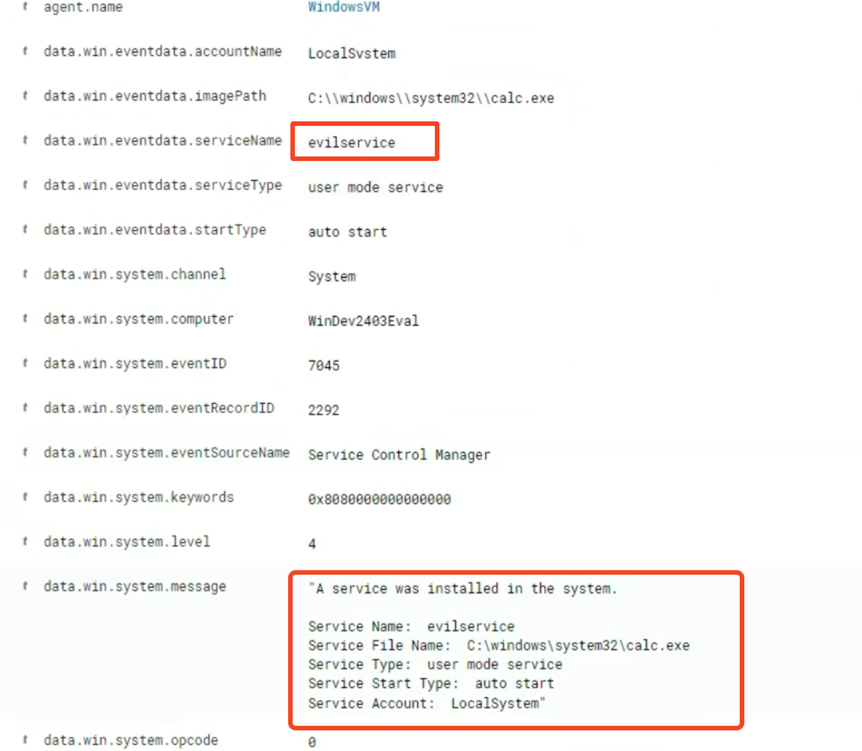 t agent.name WindowsVM
t data.win.eventdata.accountName LocalSystem
t data.win.eventdata.imagePath C:\\windows\\system32\\calc.exe
t data.win.eventdata.serviceName evilservice
t data.win.eventdata.serviceType user mode service
t data.win.eventdata.startType auto start
t data.win.system.channel System
t data.win.system.computer WinDev2403Eval
t data.win.system.eventID 7045
t data.win.system.eventRecordID 2292
t data.win.system.eventSourceName Service Control Manager
t data.win.system.keywords 0x8080000000000000
t data.win.system.level 4
t data.win.system.message "A service was installed in the system.
Service Name: evilservice
Service File Name: C:\windows\system32\calc.exe
Service Type: user mode service
Service Start Type: auto start
Service Account: LocalSystem"
t data.win.system.opcode 0